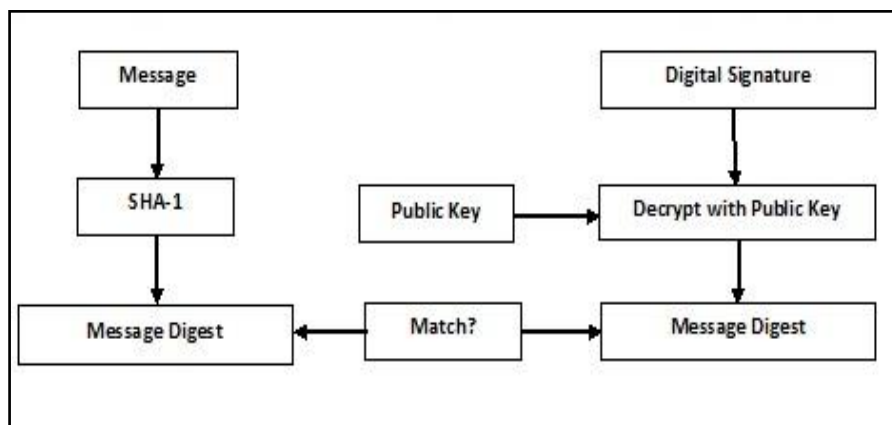 Message
Digital Signature
SHA-1
Public Key
Decrypt with Public Key
Message Digest
Match?
Message Digest